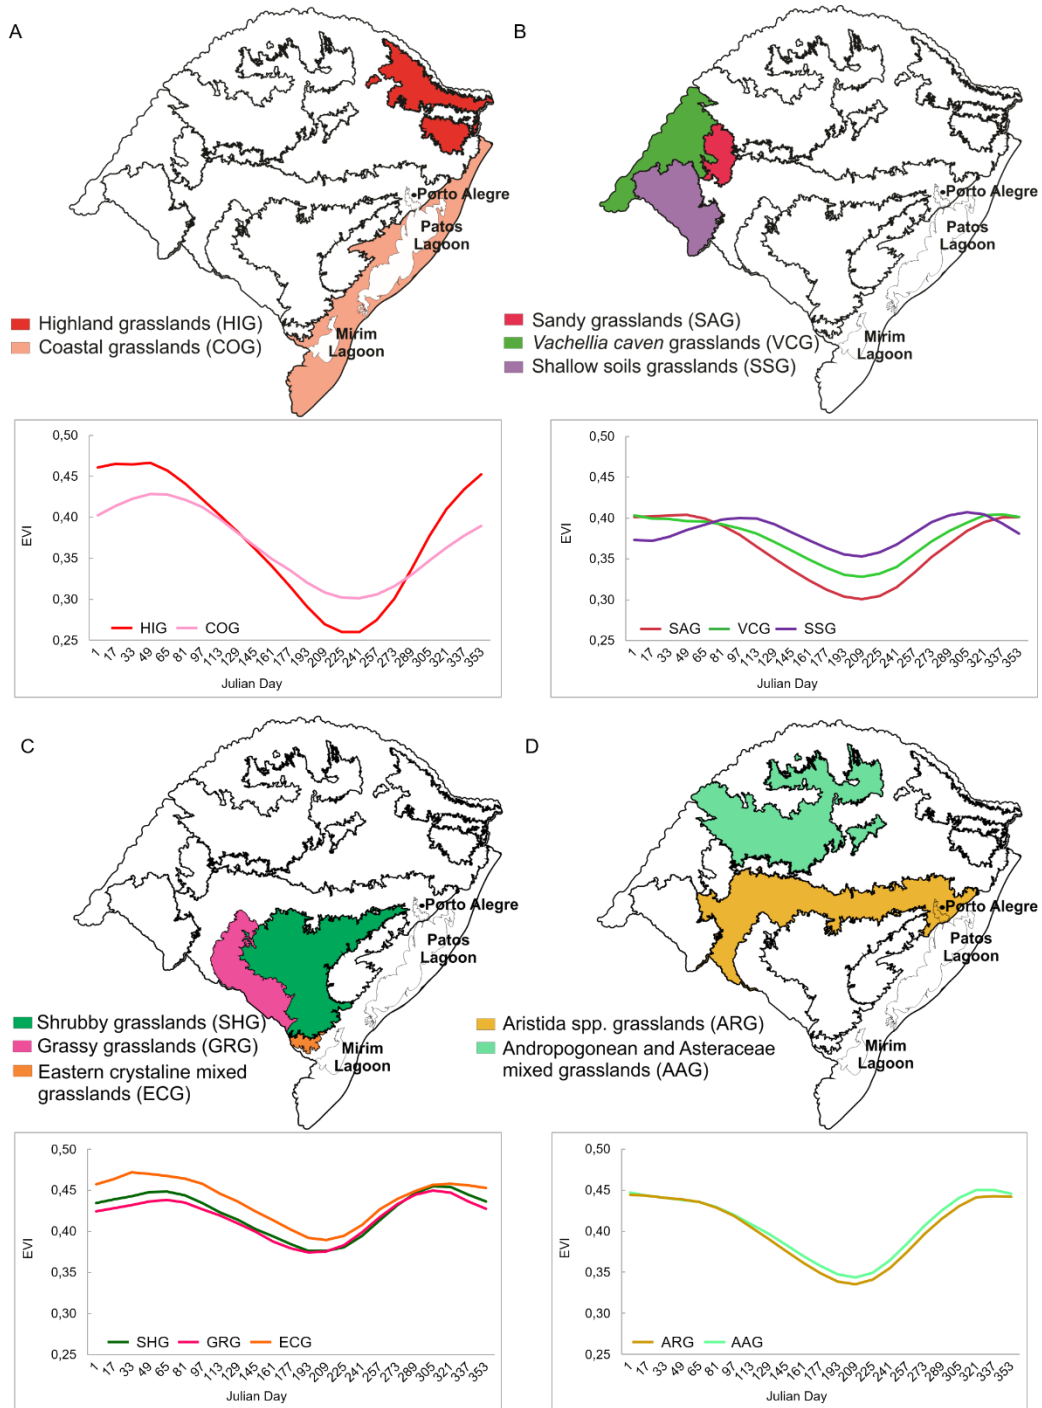 A
Porto Alegre
Patos
Lagoon
Mirim
Lagoon
Highland grasslands (HIG)
Coastal grasslands (COG)
0,50
0,45
0,40
0,35
0,30
0,25
EVI
HIG COG
1 17 33 49 65 81 97 113 129 145 161 177 193 209 225 241 257 273 289 305 321 337 353
Julian Day
B
Porto Alegre
Patos
Lagoon
Mirim
Lagoon
Sandy grasslands (SAG)
Vachellia caven grasslands (VCG)
Shallow soils grasslands (SSG)
0,50
0,45
0,40
0,35
0,30
0,25
EVI
SAG VCG SSG
1 17 33 49 65 81 97 113 129 145 161 177 193 209 225 241 257 273 289 305 321 337 353
Julian Day
C
Porto Alegre
Patos
Lagoon
Mirim
Lagoon
Shrubby grasslands (SHG)
Grassy grasslands (GRG)
Eastern crystaline mixed
grasslands (ECG)
0,50
0,45
0,40
0,35
0,30
0,25
EVI
SHG GRG ECG
1 17 33 49 65 81 97 113 129 145 161 177 193 209 225 241 257 273 289 305 321 337 353
Julian Day
D
Porto Alegre
Patos
Lagoon
Mirim
Lagoon
Aristida spp. grasslands (ARG)
Andropogonean and Asteraceae
mixed grasslands (AAG)
0,50
0,45
0,40
0,35
0,30
0,25
EVI
ARG AAG
1 17 33 49 65 81 97 113 129 145 161 177 193 209 225 241 257 273 289 305 321 337 353
Julian Day